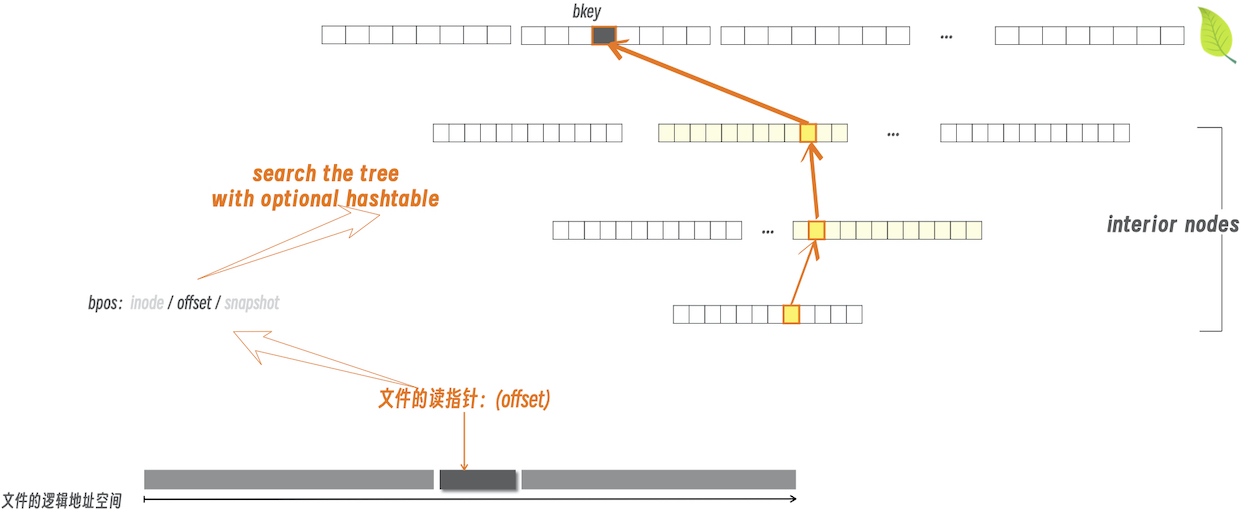 bkey
...
...
search the tree
with optional hashtable
interior nodes
...
bpos: inode / offset / snapshot
文件的读指针：(offset)
文件的逻辑地址空间